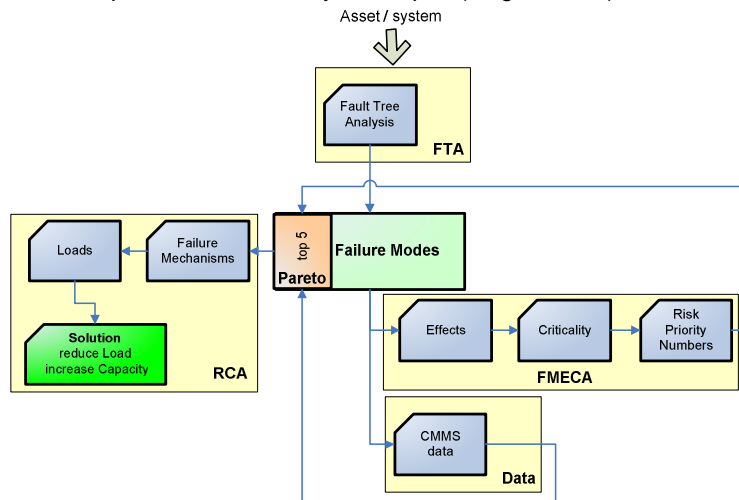 Asset / system
Fault Tree
Analysis
FTA
top 5
Pareto
Failure Modes
Loads
Failure
Mechanisms
Solution
reduce Load
increase Capacity
RCA
Effects
Criticality
Risk
Priority
Numbers
FMECA
CMMS
data
Data